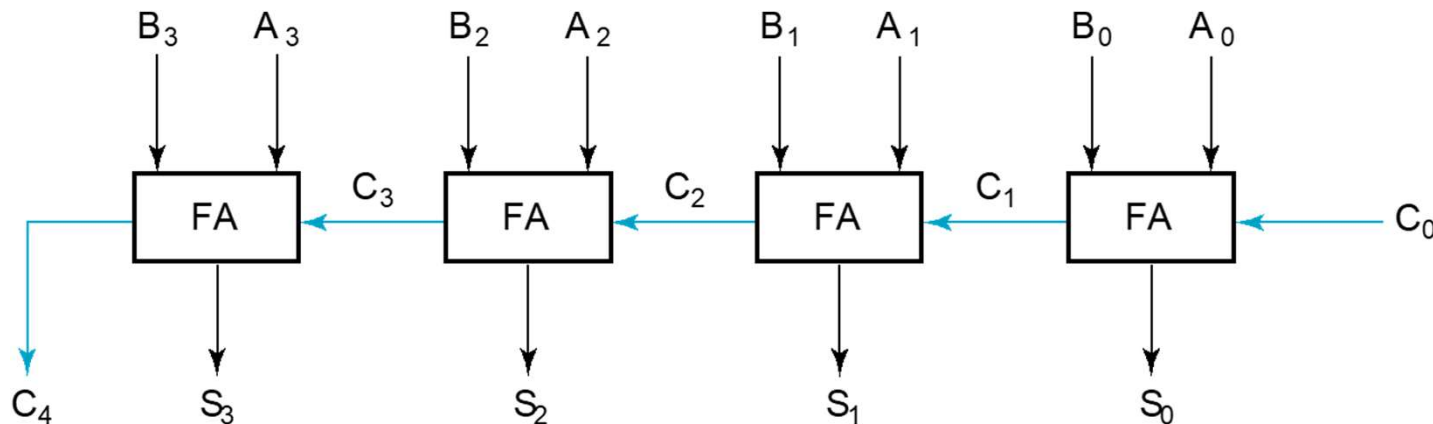 B₃ A₃ B₂ A₂ B₁ A₁ B₀ A₀
C₃ C₂ C₁
FA FA FA FA C₀
C₄ S₃ S₂ S₁ S₀